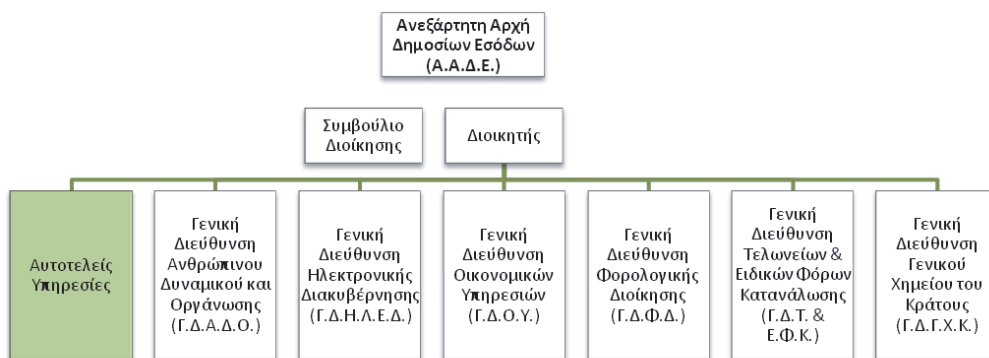 Ανεξάρτητη Αρχή
Δημοσίων Εσόδων
(Α.Α.Δ.Ε.)
Συμβούλιο
Διοίκησης
Διοικητής
Αυτοτελείς
Υπηρεσίες
Γενική
Διεύθυνση
Ανθρώπινου
Δυναμικού και
Οργάνωσης
(Γ.Δ.Α.Δ.Ο.)
Γενική
Διεύθυνση
Ηλεκτρονικής
Διακυβέρνησης
(Γ.Δ.Η.Λ.Ε.Δ.)
Γενική
Διεύθυνση
Οικονομικών
Υπηρεσιών
(Γ.Δ.Ο.Υ.)
Γενική
Διεύθυνση
Φορολογικής
Διοίκησης
(Γ.Δ.Φ.Δ.)
Γενική
Διεύθυνση
Τελωνείων &
Ειδικών Φόρων
Κατανάλωσης
(Γ.Δ.Τ. &
Ε.Φ.Κ.)
Γενική
Διεύθυνση
Γενικού
Χημείου του
Κράτους
(Γ.Δ.Γ.Χ.Κ.)